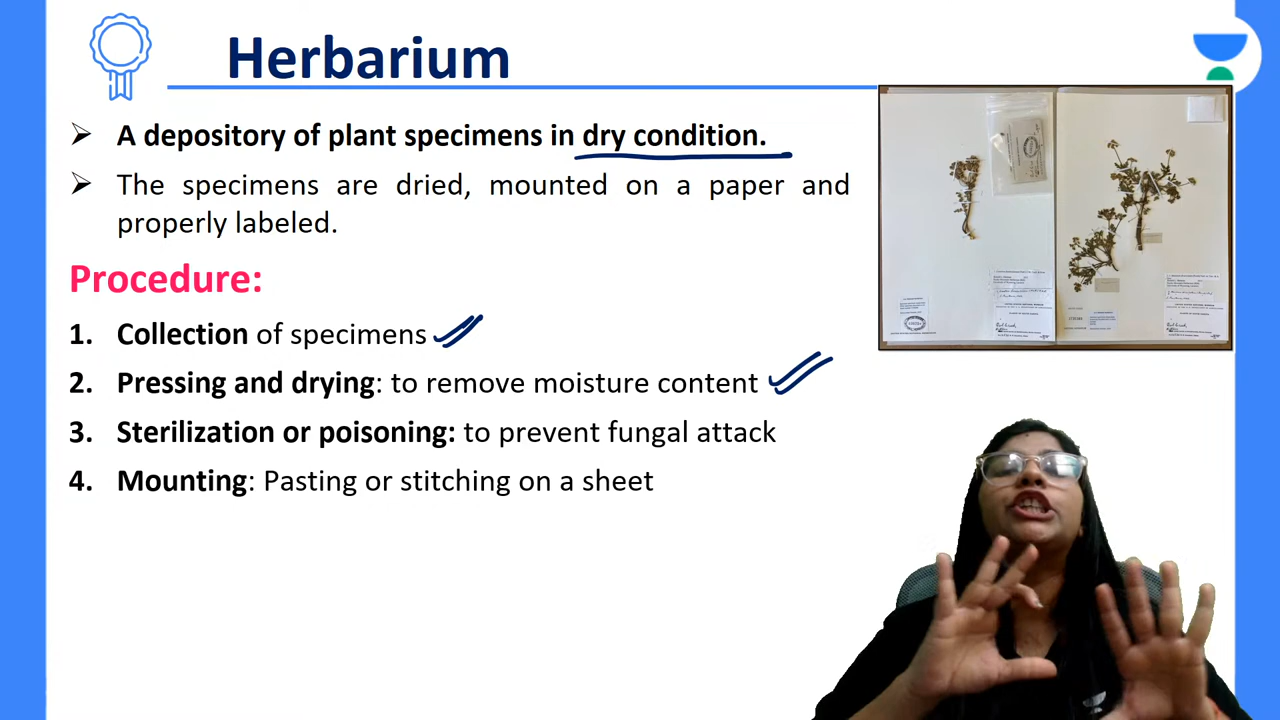 Herbarium
➢ A depository of plant specimens in dry condition.
➢ The specimens are dried, mounted on a paper and
properly labeled.
Procedure:
1. Collection of specimens
2. Pressing and drying: to remove moisture content
3. Sterilization or poisoning: to prevent fungal attack
4. Mounting: Pasting or stitching on a sheet